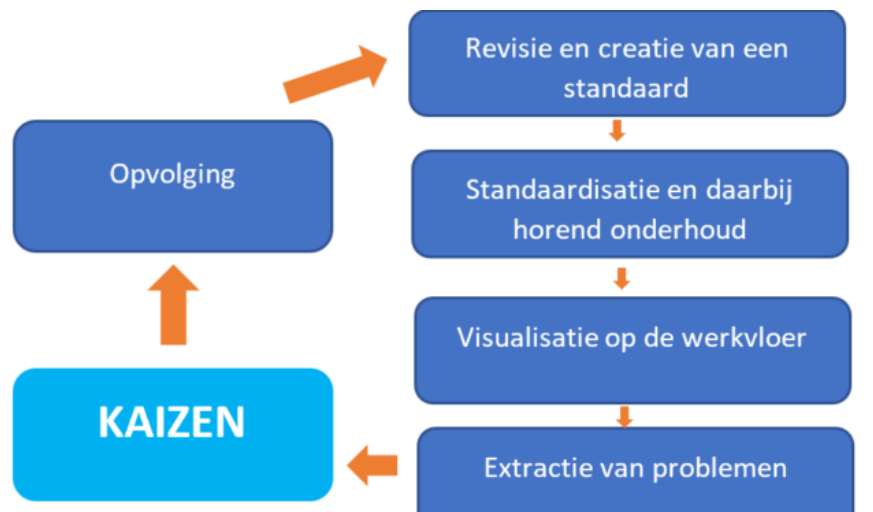 Revisie en creatie van een
standaard
Opvolging
Standaardisatie en daarbij
horend onderhoud
Visualisatie op de werkvloer
KAIZEN
Extractie van problemen